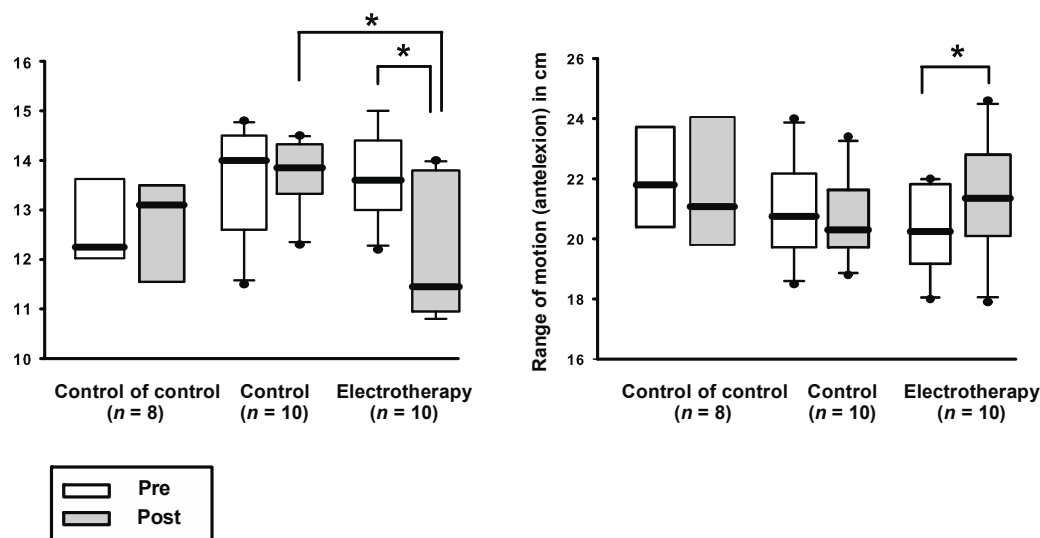 *
*
16
15
14
13
12
11
10
Control of control
(n = 8)
Control
(n = 10)
Electrotherapy
(n = 10)
Pre
Post
Range of motion (antelexion) in cm
*
26
24
22
20
18
16
Control of control
(n = 8)
Control
(n = 10)
Electrotherapy
(n = 10)